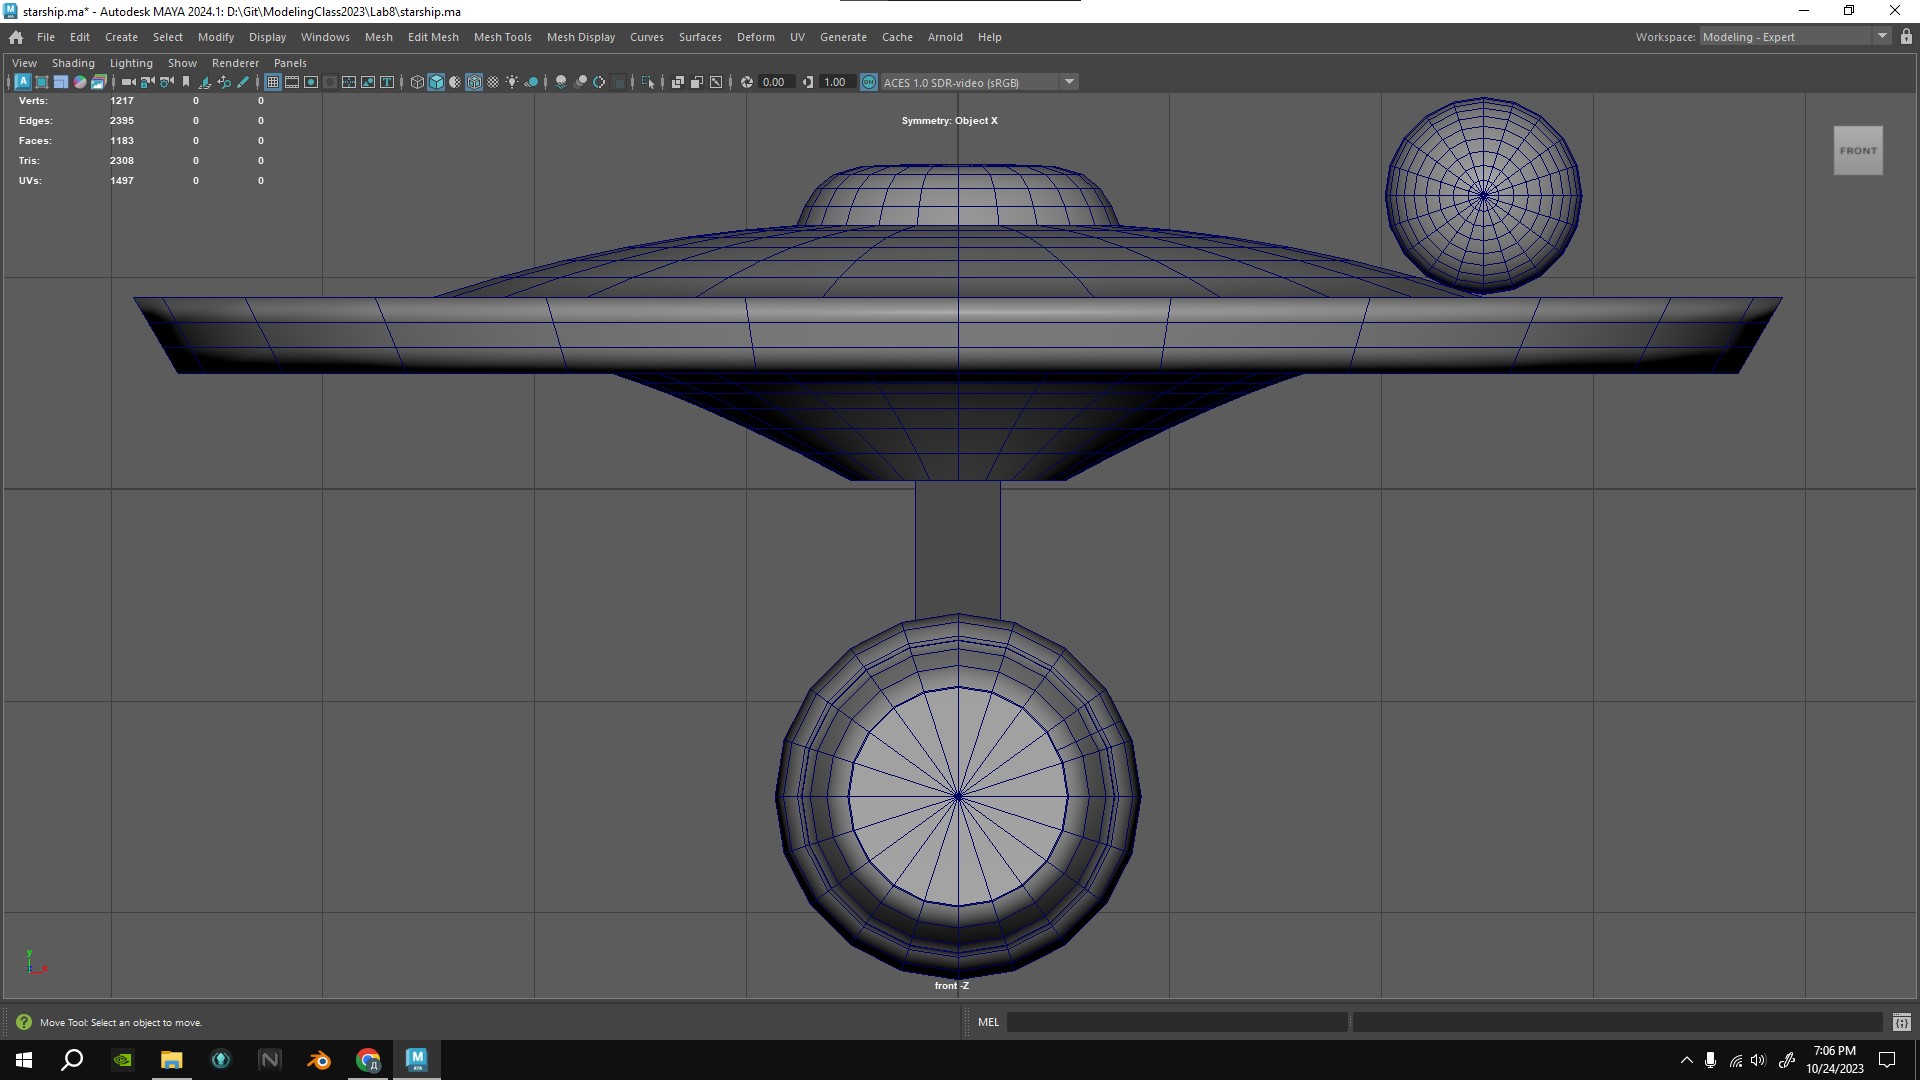 starship.ma* - Autodesk MAYA 2024.1: D:\Git\ModelingClass2023\Lab8\starship.ma
File Edit Create Select Modify Display Windows Mesh Edit Mesh Mesh Tools Mesh Display Curves Surfaces Deform UV Generate Cache Arnold Help Workspace: Modeling - Expert
View Shading Lighting Show Renderer Panels
0.00 1.00 ON ACES 1.0 SDR-video (sRGB)
Verts: 1217 0 0
Edges: 2395 0 0
Faces: 1183 0 0
Tris: 2308 0 0
UVs: 1497 0 0
Symmetry: Object X
FRONT
y
x
front -Z
Move Tool: Select an object to move.
MEL
7:06 PM
10/24/2023